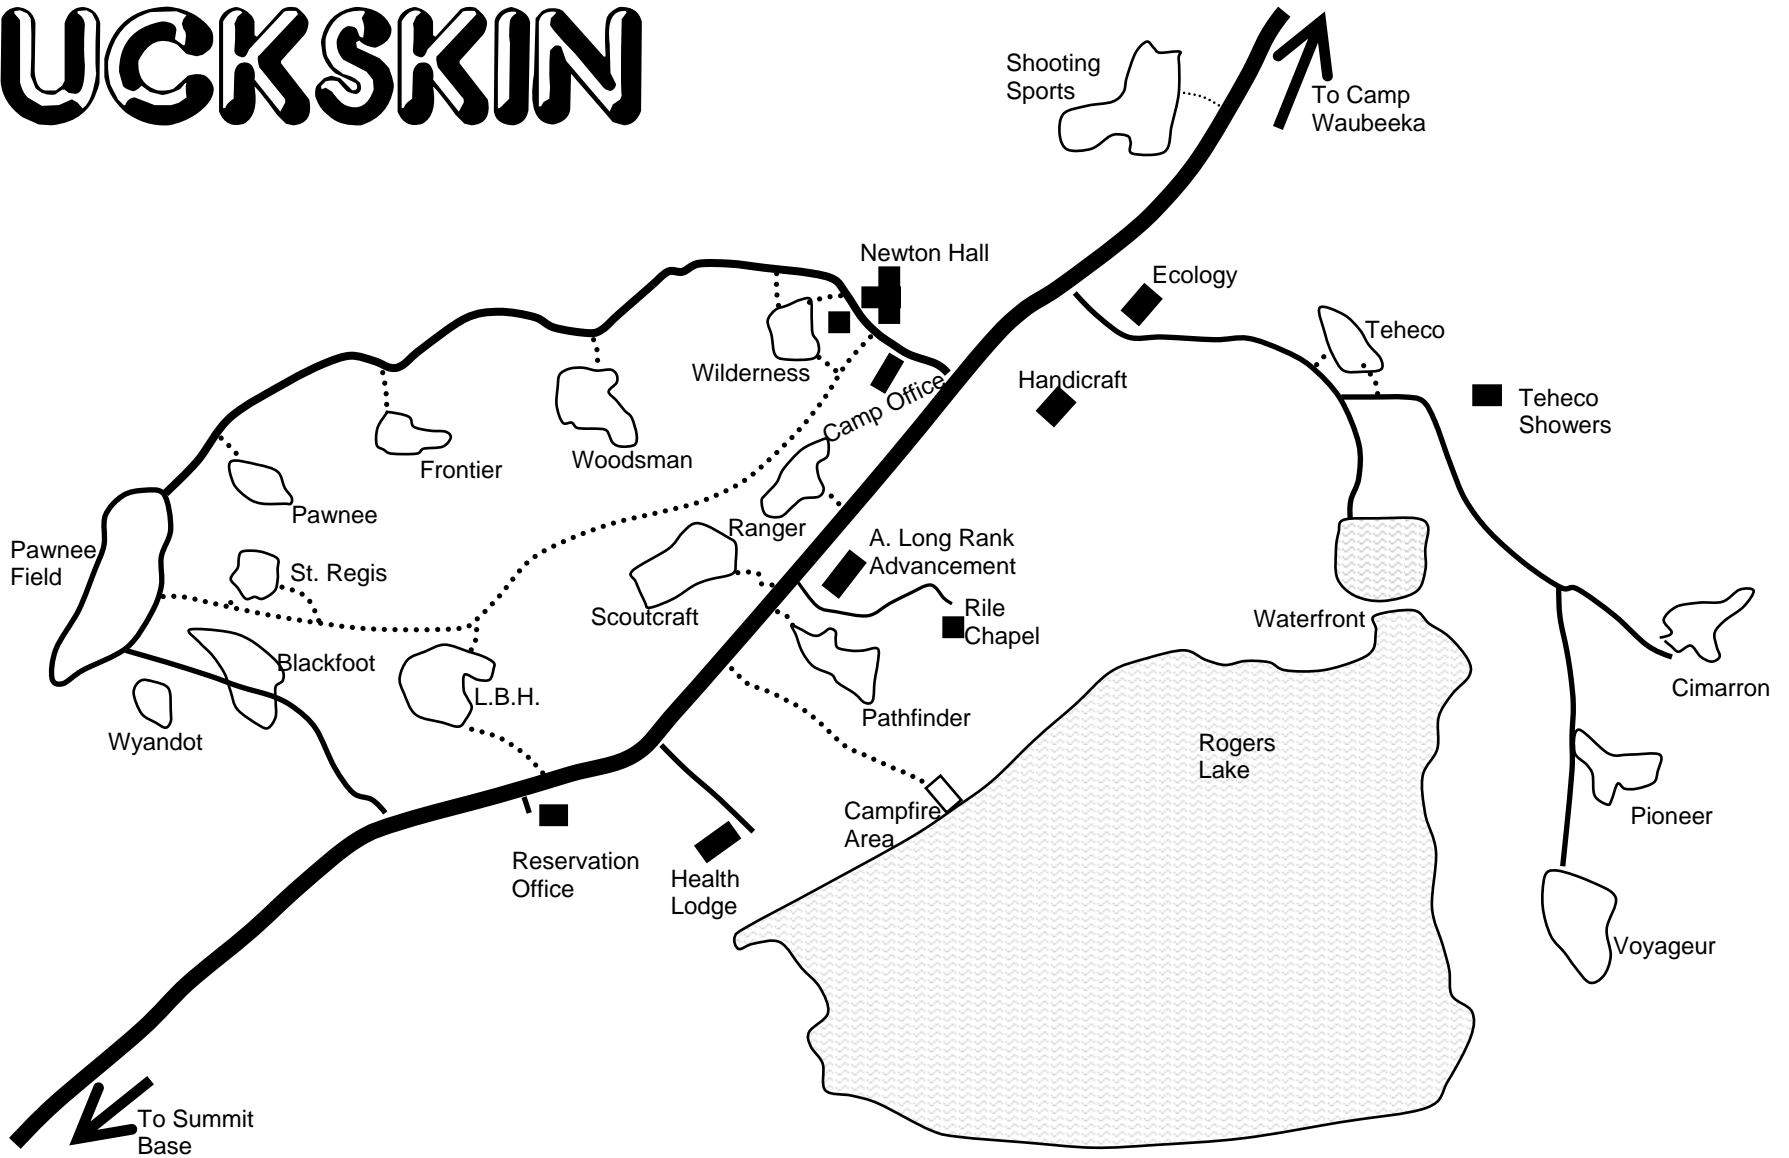 UCKSKIN
Shooting
Sports
To Camp
Waubeeka
Newton Hall
Ecology
Teheco
Wilderness
Camp Office
Handicraft
Teheco
Showers
Frontier
Woodsman
Pawnee
Ranger
Pawnee
Field
St. Regis
A. Long Rank
Advancement
Scoutcraft
Rile
Chapel
Waterfront
Blackfoot
L.B.H.
Cimarron
Wyandot
Pathfinder
Rogers
Lake
Campfire
Area
Pioneer
Reservation
Office
Health
Lodge
Voyageur
To Summit
Base